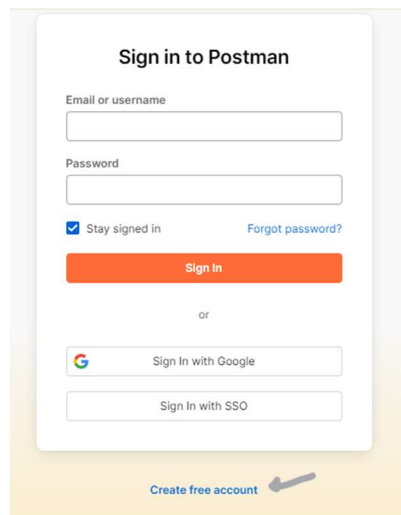 Sign in to Postman
Email or username
Password
Stay signed in Forgot password?
Sign In
or
Sign In with Google
Sign In with SSO
Create free account